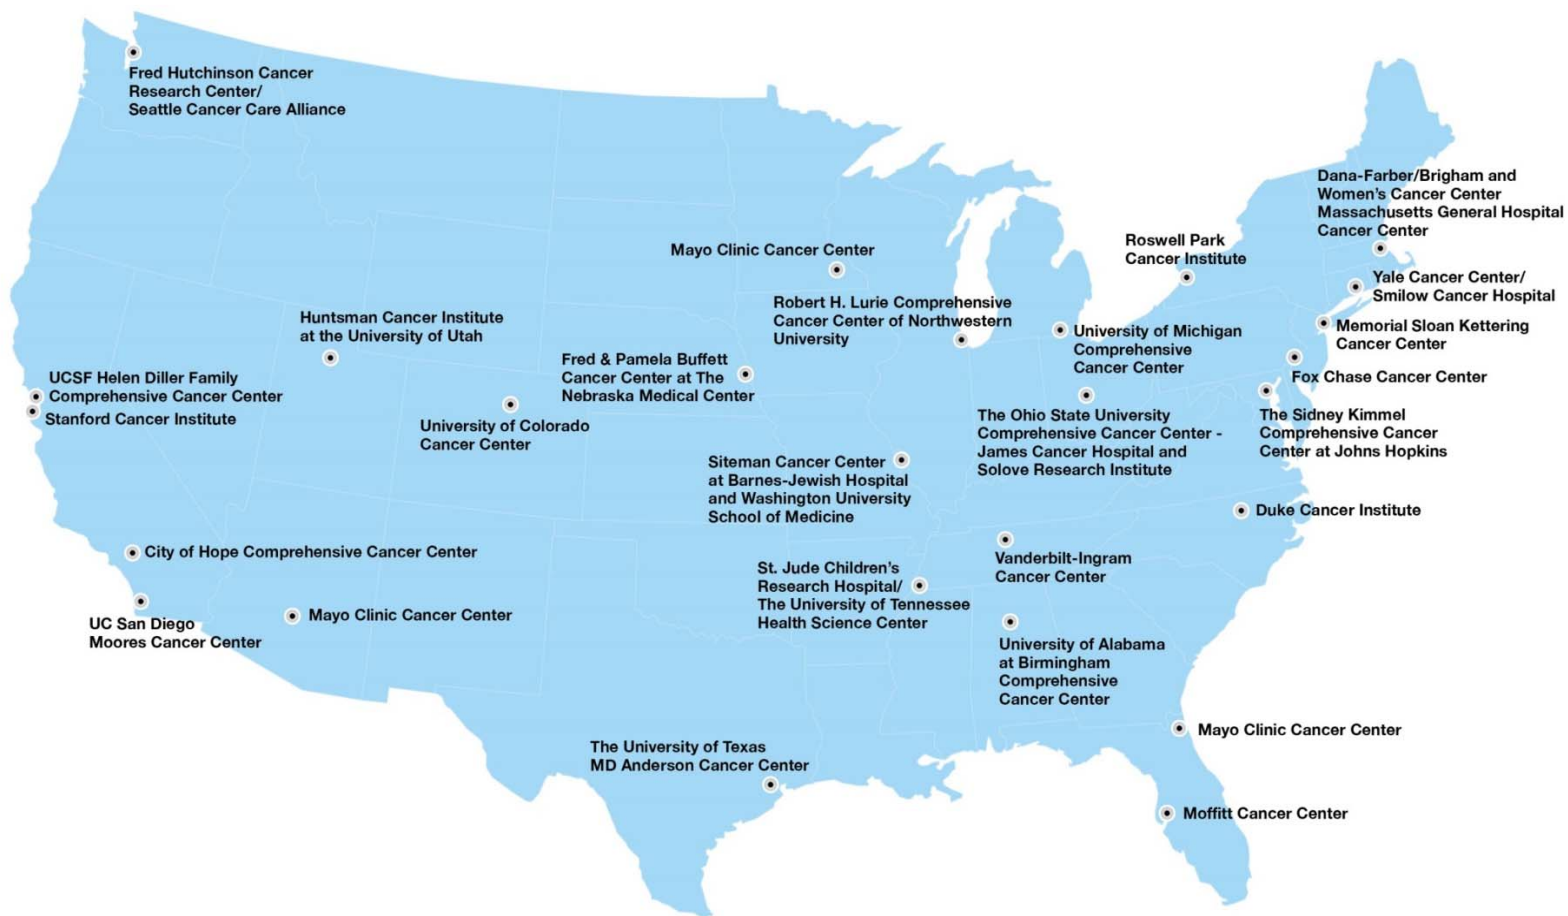 Fred Hutchinson Cancer
Research Center/
Seattle Cancer Care Alliance
Dana-Farber/Brigham and
Women's Cancer Center
Massachusetts General Hospital
Cancer Center
Roswell Park
Cancer Institute
Mayo Clinic Cancer Center
Yale Cancer Center/
Smilow Cancer Hospital
Robert H. Lurie Comprehensive
Cancer Center of Northwestern
University
Huntsman Cancer Institute
at the University of Utah
Memorial Sloan Kettering
Cancer Center
University of Michigan
Comprehensive
Cancer Center
Fred & Pamela Buffett
Cancer Center at The
Nebraska Medical Center
Fox Chase Cancer Center
UCSF Helen Diller Family
Comprehensive Cancer Center
Stanford Cancer Institute
University of Colorado
Cancer Center
The Ohio State University
Comprehensive Cancer Center -
James Cancer Hospital and
Solove Research Institute
The Sidney Kimmel
Comprehensive Cancer
Center at Johns Hopkins
Siteman Cancer Center
at Barnes-Jewish Hospital
and Washington University
School of Medicine
Duke Cancer Institute
City of Hope Comprehensive Cancer Center
Vanderbilt-Ingram
Cancer Center
St. Jude Children's
Research Hospital/
The University of Tennessee
Health Science Center
Mayo Clinic Cancer Center
UC San Diego
Moores Cancer Center
University of Alabama
at Birmingham
Comprehensive
Cancer Center
Mayo Clinic Cancer Center
The University of Texas
MD Anderson Cancer Center
Moffitt Cancer Center